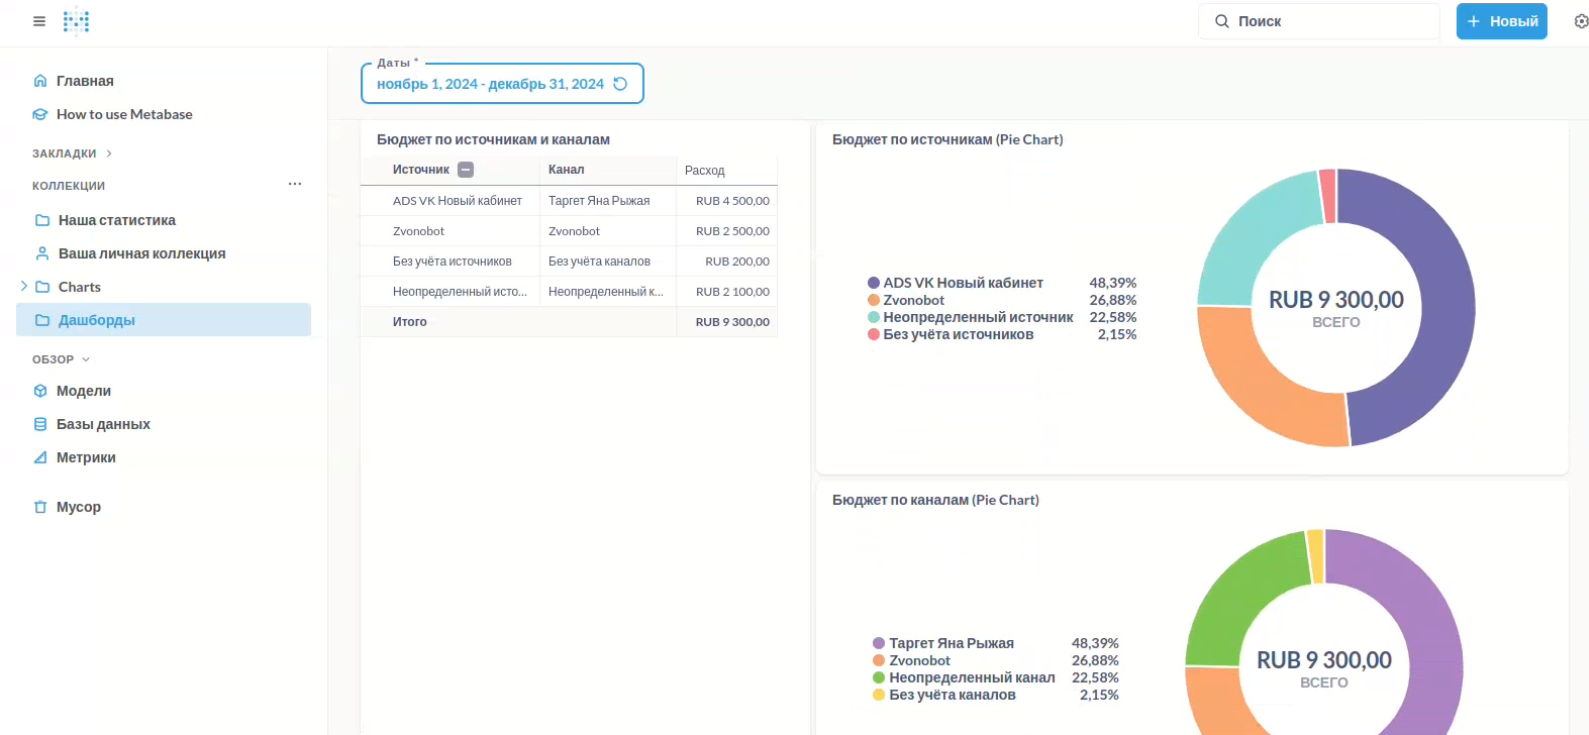 Поиск
+ Новый
Главная
How to use Metabase
ЗАКЛАДКИ
КОЛЛЕКЦИИ
Наша статистика
Ваша личная коллекция
Charts
Дашборды
ОБЗОР
Модели
Базы данных
Метрики
Мусор
Даты *
ноябрь 1, 2024 - декабрь 31, 2024
Бюджет по источникам и каналам
Источник Канал Расход
ADS VK Новый кабинет Таргет Яна Рыжая RUB 4 500,00
Zvonobot Zvonobot RUB 2 500,00
Без учёта источников Без учёта каналов RUB 200,00
Неопределенный исто... Неопределенный к... RUB 2 100,00
Итого RUB 9 300,00
Бюджет по источникам (Pie Chart)
ADS VK Новый кабинет 48,39%
Zvonobot 26,88%
Неопределенный источник 22,58%
Без учёта источников 2,15%
RUB 9 300,00
ВСЕГО
Бюджет по каналам (Pie Chart)
Таргет Яна Рыжая 48,39%
Zvonobot 26,88%
Неопределенный канал 22,58%
Без учёта каналов 2,15%
RUB 9 300,00
ВСЕГО